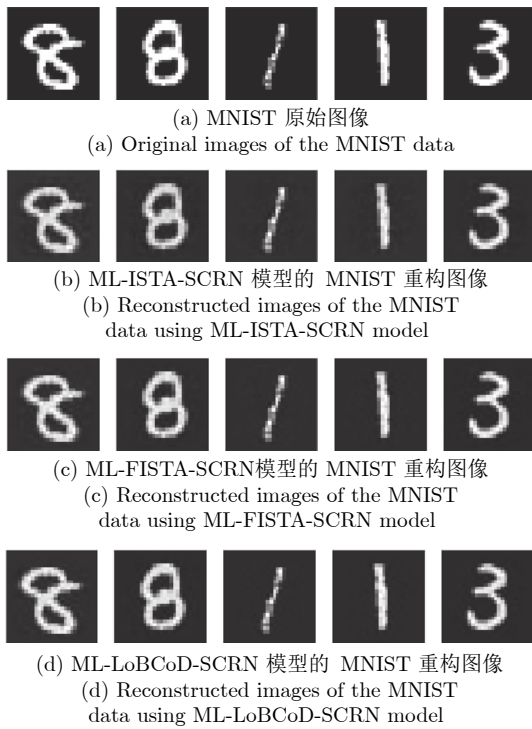 (a) MNIST 原始图像
(a) Original images of the MNIST data
(b) ML-ISTA-SCRN 模型的 MNIST 重构图像
(b) Reconstructed images of the MNIST
data using ML-ISTA-SCRN model
(c) ML-FISTA-SCRN模型的 MNIST 重构图像
(c) Reconstructed images of the MNIST
data using ML-FISTA-SCRN model
(d) ML-LoBCoD-SCRN 模型的 MNIST 重构图像
(d) Reconstructed images of the MNIST
data using ML-LoBCoD-SCRN model